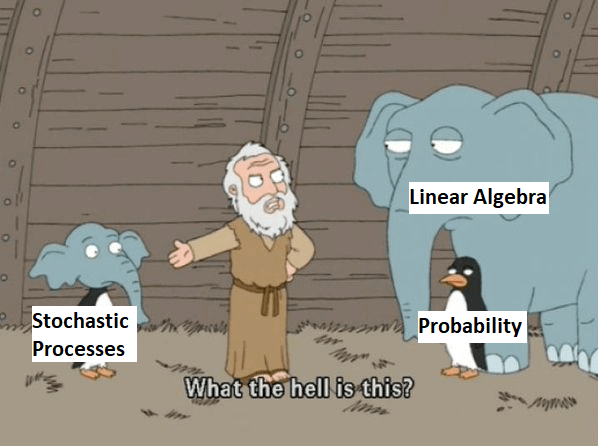 Linear Algebra
Stochastic
Processes
Probability
What the hell is this?